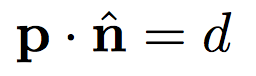 𝐩 · 𝐧̂ = 𝑑